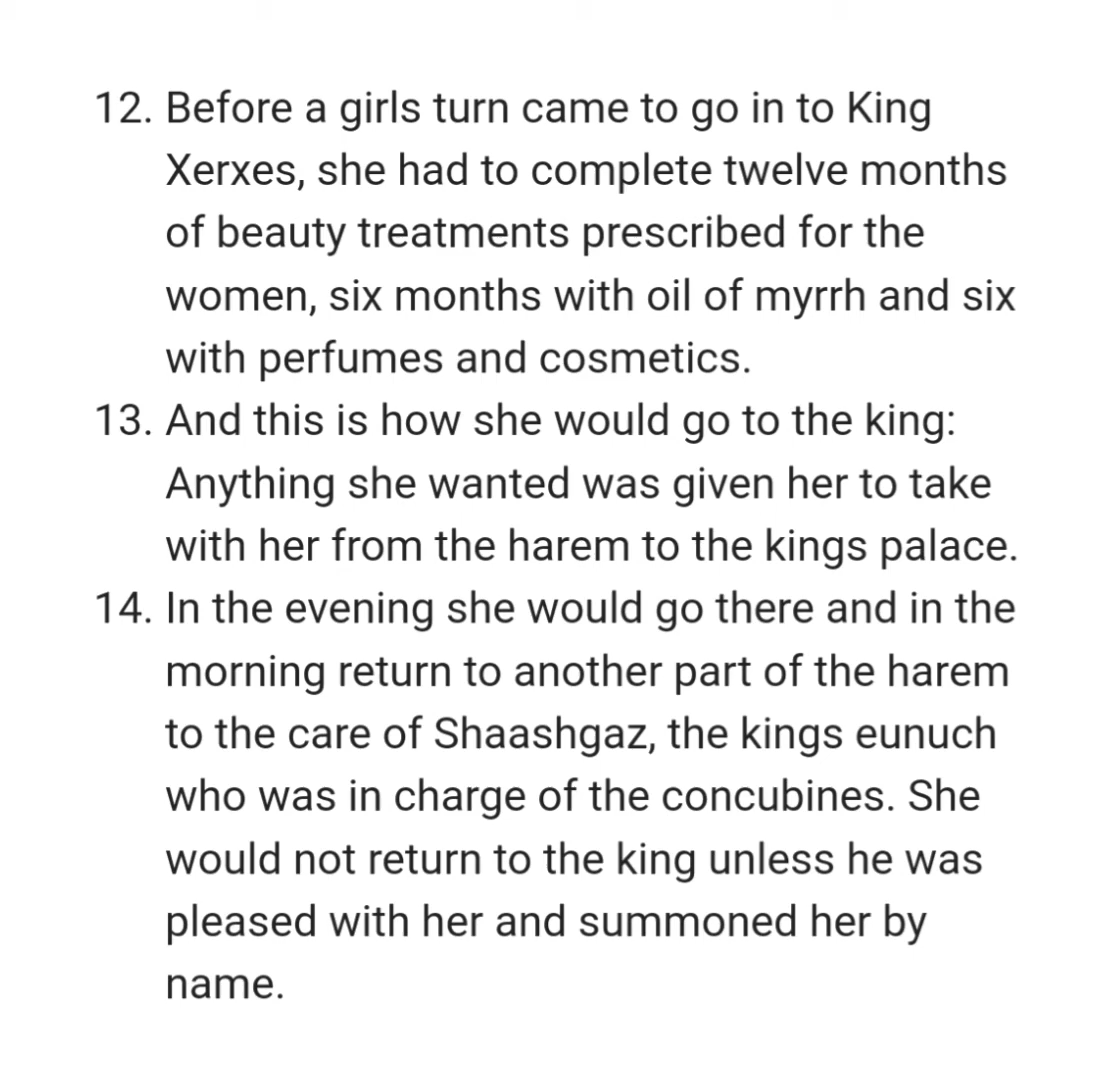 12. Before a girls turn came to go in to King
Xerxes, she had to complete twelve months
of beauty treatments prescribed for the
women, six months with oil of myrrh and six
with perfumes and cosmetics.
13. And this is how she would go to the king:
Anything she wanted was given her to take
with her from the harem to the kings palace.
14. In the evening she would go there and in the
morning return to another part of the harem
to the care of Shaashgaz, the kings eunuch
who was in charge of the concubines. She
would not return to the king unless he was
pleased with her and summoned her by
name.